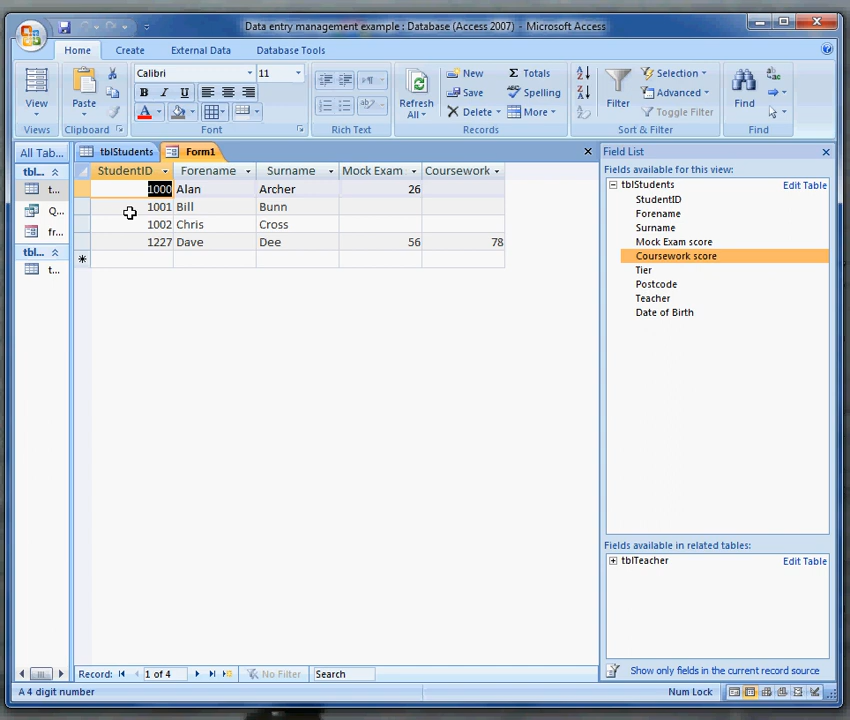 Data entry management example : Database (Access 2007) - Microsoft Access
Home Create External Data Database Tools
View
Views
Paste
Clipboard
Calibri 11
B I U
A
Font
Rich Text
Refresh All
New
Save
Delete
Totals
Spelling
More
Records
Filter
Selection
Advanced
Toggle Filter
Sort & Filter
Find
Find
All Tab...
tbl...
t...
Q...
fr...
tbl...
t...
tblStudents Form1
StudentID Forename Surname Mock Exam Coursework
1000 Alan Archer 26
1001 Bill Bunn
1002 Chris Cross
1227 Dave Dee 56 78
Field List
Fields available for this view:
tblStudents Edit Table
StudentID
Forename
Surname
Mock Exam score
Coursework score
Tier
Postcode
Teacher
Date of Birth
Fields available in related tables:
tblTeacher Edit Table
Show only fields in the current record source
Record: 1 of 4 No Filter Search
A 4 digit number Num Lock